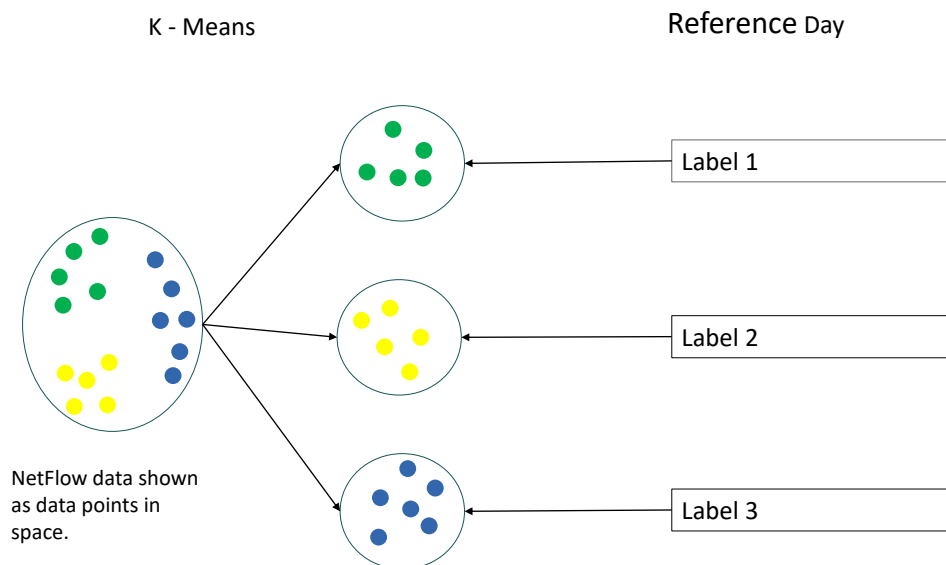 K - Means
Reference Day
Label 1
Label 2
Label 3
NetFlow data shown
as data points in
space.